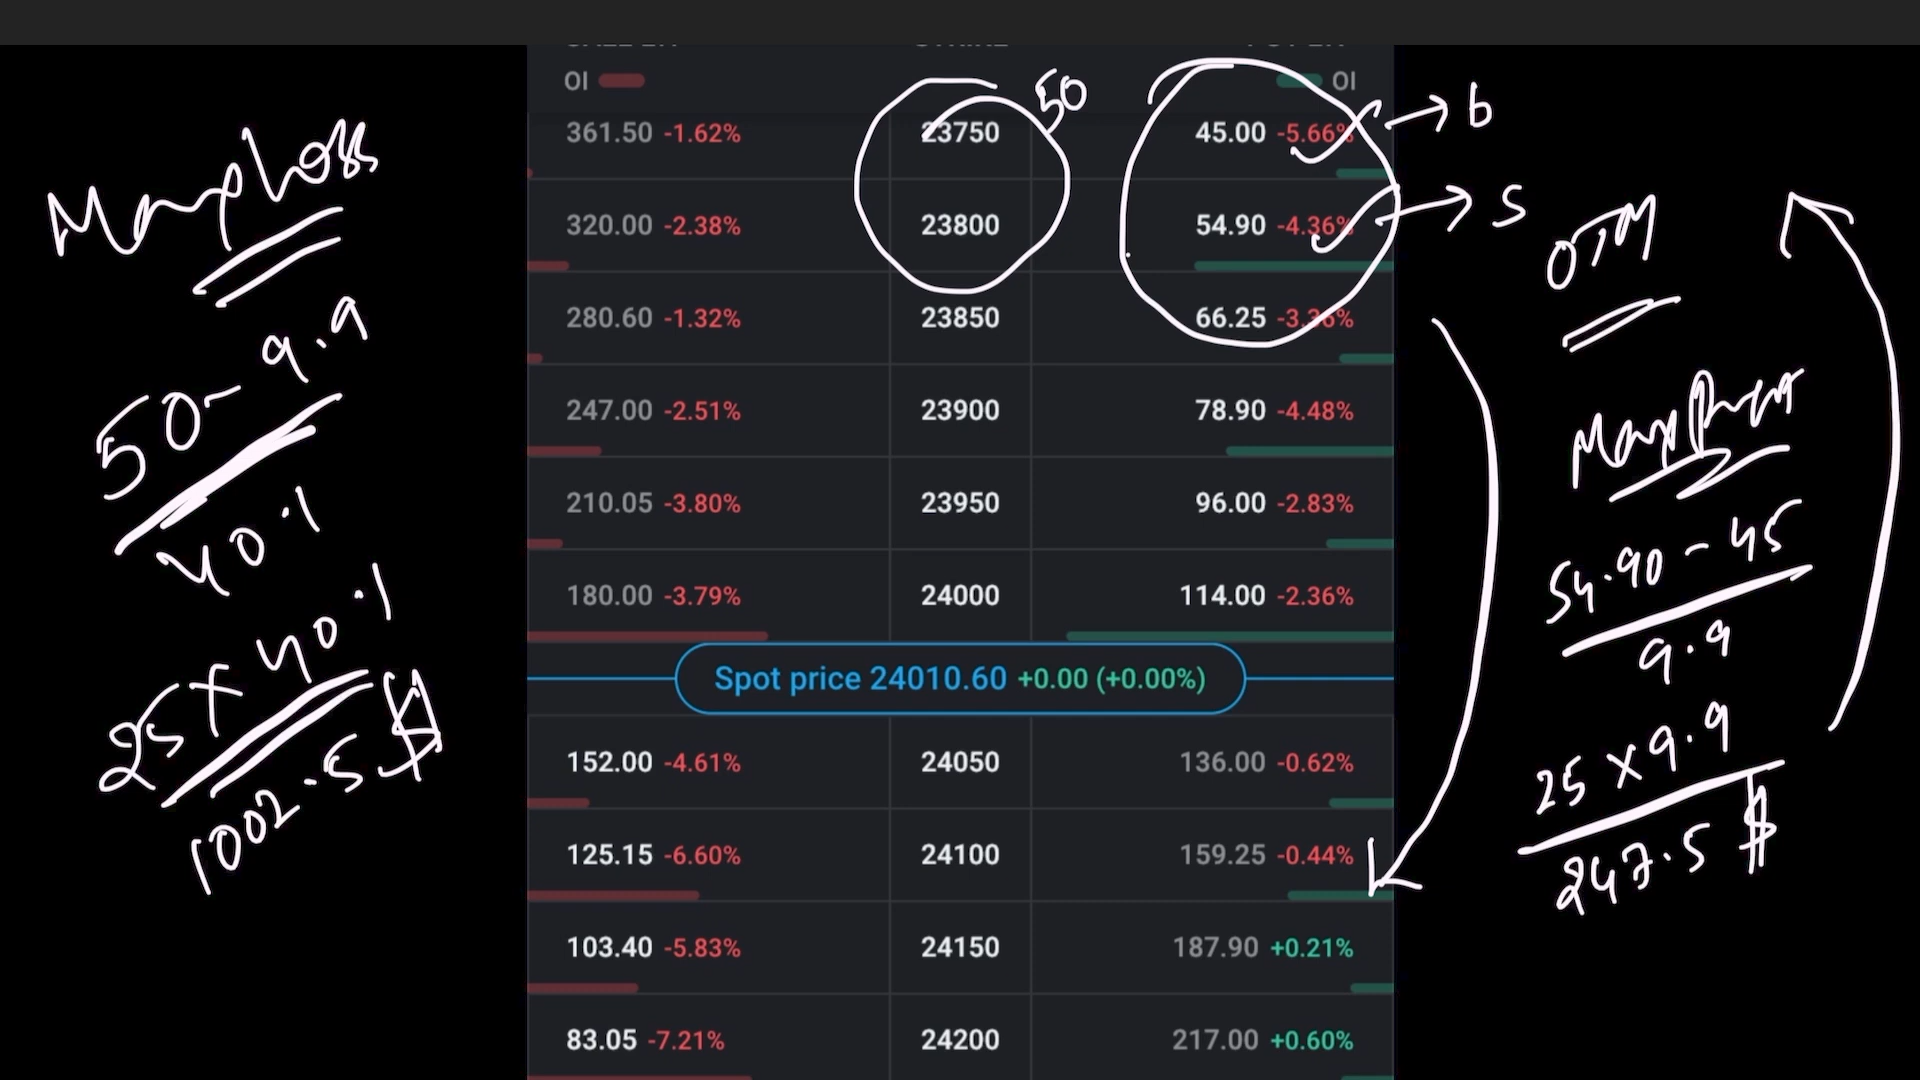 OI
OI
50
361.50 -1.62% 23750 45.00 -5.66%
b
320.00 -2.38% 23800 54.90 -4.36%
s
280.60 -1.32% 23850 66.25 -3.36%
247.00 -2.51% 23900 78.90 -4.48%
210.05 -3.80% 23950 96.00 -2.83%
180.00 -3.79% 24000 114.00 -2.36%
Spot price 24010.60 +0.00 (+0.00%)
152.00 -4.61% 24050 136.00 -0.62%
125.15 -6.60% 24100 159.25 -0.44%
103.40 -5.83% 24150 187.90 +0.21%
83.05 -7.21% 24200 217.00 +0.60%
Max Loss
50 - 9.9
40.1
25 x 40.1
1002.5 $
OTM
Max
54.90 - 45
9.9
25 x 9.9
247.5 $